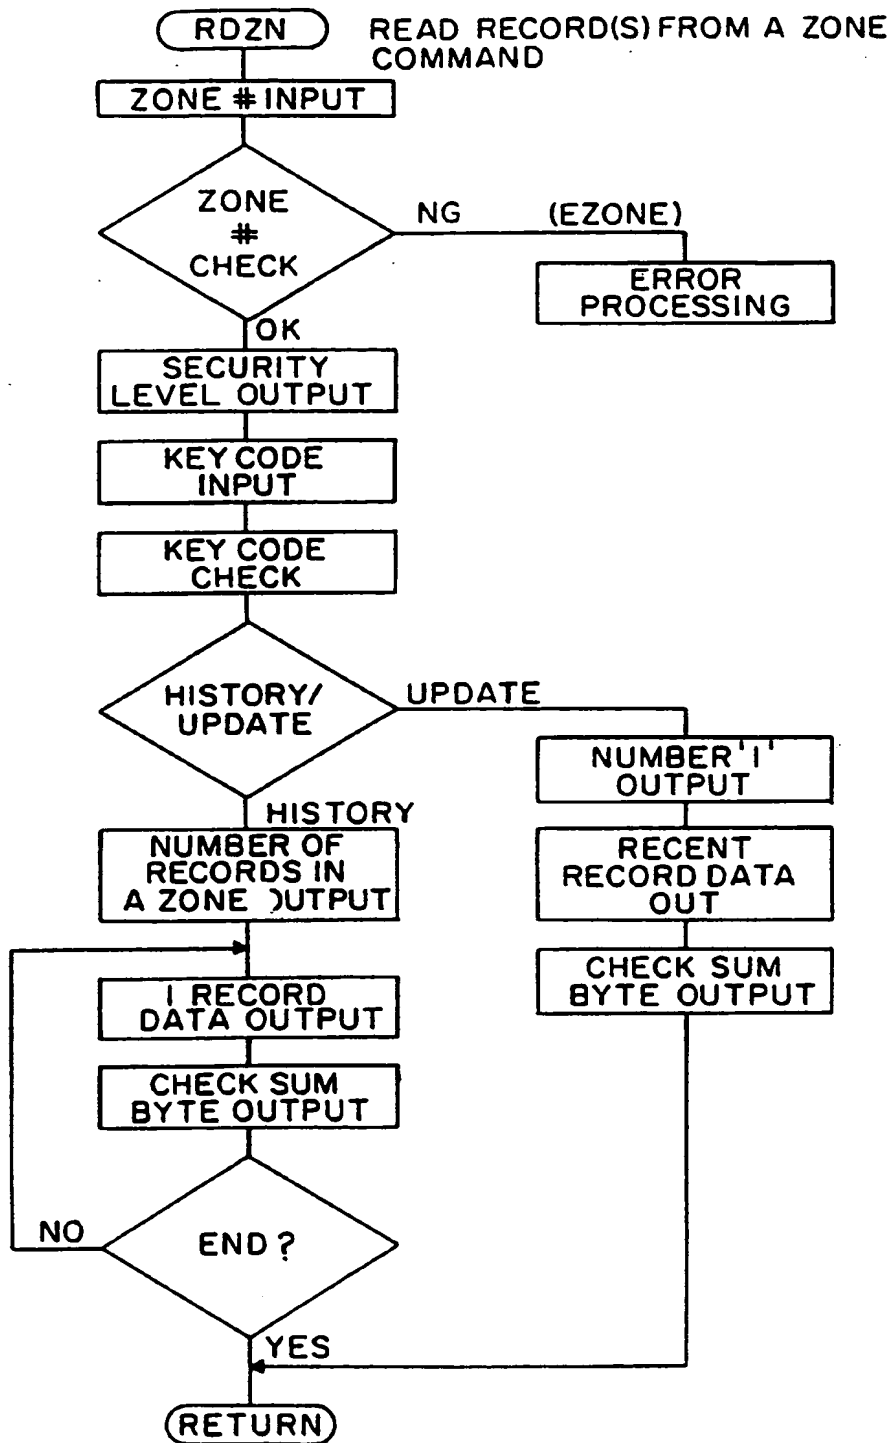 RDZN
READ RECORD(S) FROM A ZONE
COMMAND
ZONE # INPUT
ZONE
#
CHECK
NG
(EZONE)
ERROR
PROCESSING
OK
SECURITY
LEVEL OUTPUT
KEY CODE
INPUT
KEY CODE
CHECK
HISTORY/
UPDATE
UPDATE
NUMBER '1'
OUTPUT
HISTORY
NUMBER OF
RECORDS IN
A ZONE OUTPUT
RECENT
RECORD DATA
OUT
1 RECORD
DATA OUTPUT
CHECK SUM
BYTE OUTPUT
CHECK SUM
BYTE OUTPUT
NO
END ?
YES
RETURN